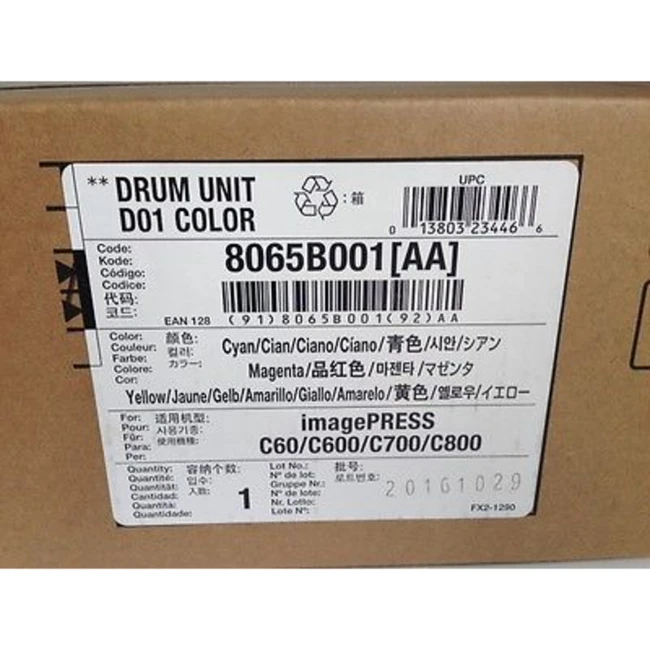 ** DRUM UNIT
D01 COLOR
:箱
UPC
0 13803 23446 6
Code:
Kode:
Código:
Codice:
代码:
코드:
8065B001[AA]
EAN 128
(91)8065B001(92)AA
Color:
Couleur:
Farbe:
Colore:
Cor:
颜色:
컬러:
カラー:
Cyan/Cian/Ciano/Cíano/青色/시안/シアン
Magenta/品红色/마젠타/マゼンタ
Yellow/Jaune/Gelb/Amarillo/Giallo/Amarelo/黄色/옐로우/イエロー
For:
Pour:
Für:
Para:
Per:
适用机型:
사용기종:
使用機種:
imagePRESS
C60/C600/C700/C800
Quantity:
Quantité:
Quantität:
Cantidad:
Quantità:
Quantidade:
容纳个数:
입수:
入数:
1
Lot No.:
N° de lot:
Gruppe Nr.:
N° de lote:
Nr. Lotto:
Lote N°:
批号:
로트번호:
20161029
FX2-1290